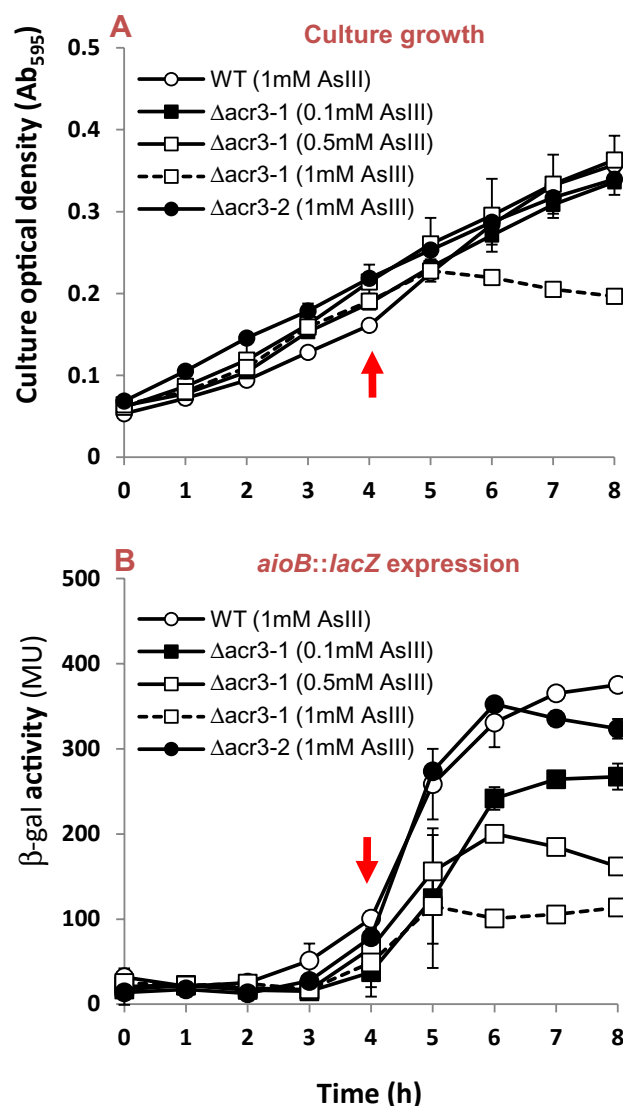 A
Culture growth
Culture optical density (Ab595)
0.5
0.4
0.3
0.2
0.1
0
WT (1mM AsIII)
Δacr3-1 (0.1mM AsIII)
Δacr3-1 (0.5mM AsIII)
Δacr3-1 (1mM AsIII)
Δacr3-2 (1mM AsIII)
0 1 2 3 4 5 6 7 8
B
aioB::lacZ expression
β-gal activity (MU)
500
400
300
200
100
0
WT (1mM AsIII)
Δacr3-1 (0.1mM AsIII)
Δacr3-1 (0.5mM AsIII)
Δacr3-1 (1mM AsIII)
Δacr3-2 (1mM AsIII)
0 1 2 3 4 5 6 7 8
Time (h)